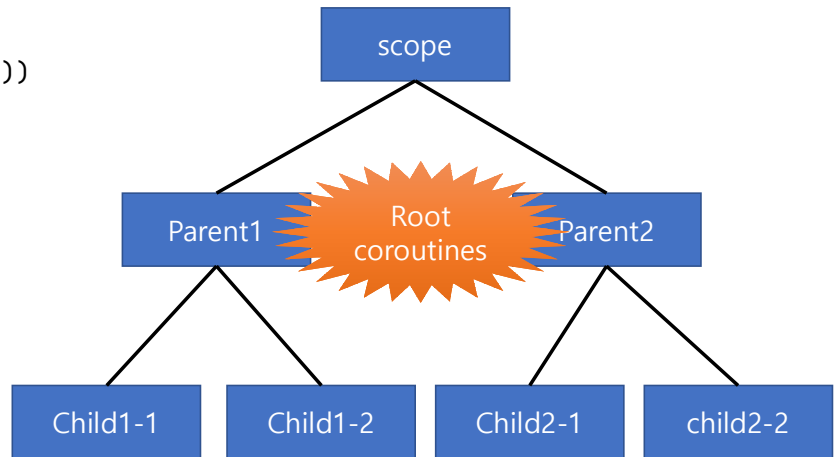 scope
))
Parent1
Root
coroutines
Parent2
Child1-1
Child1-2
Child2-1
child2-2